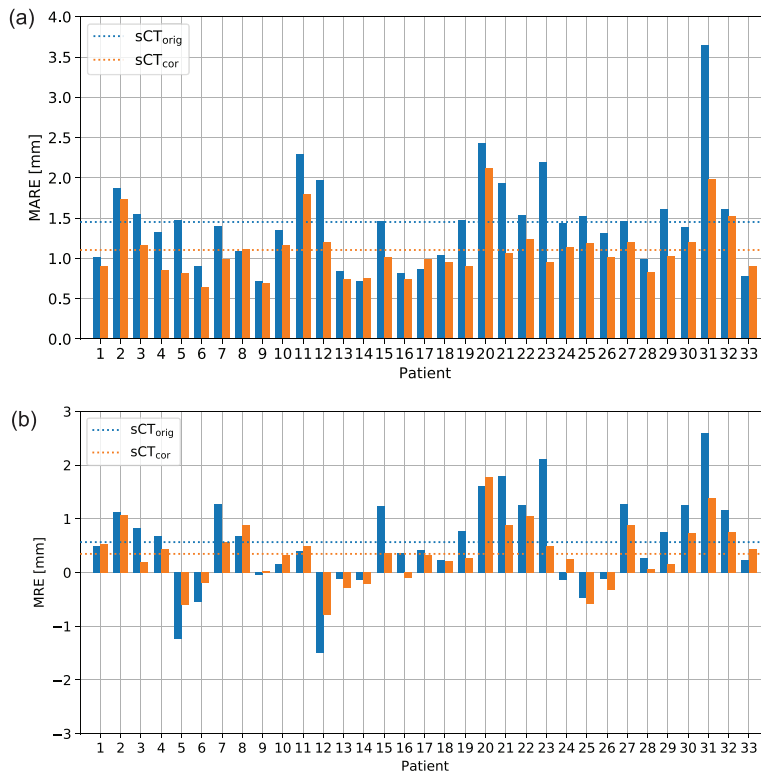 (a)
4.0
3.5
3.0
2.5
2.0
1.5
1.0
0.5
0.0
MARE [mm]
sCTorig
sCTcor
1 2 3 4 5 6 7 8 9 10 11 12 13 14 15 16 17 18 19 20 21 22 23 24 25 26 27 28 29 30 31 32 33
Patient
(b)
3
2
1
0
−1
−2
−3
MRE [mm]
sCTorig
sCTcor
1 2 3 4 5 6 7 8 9 10 11 12 13 14 15 16 17 18 19 20 21 22 23 24 25 26 27 28 29 30 31 32 33
Patient